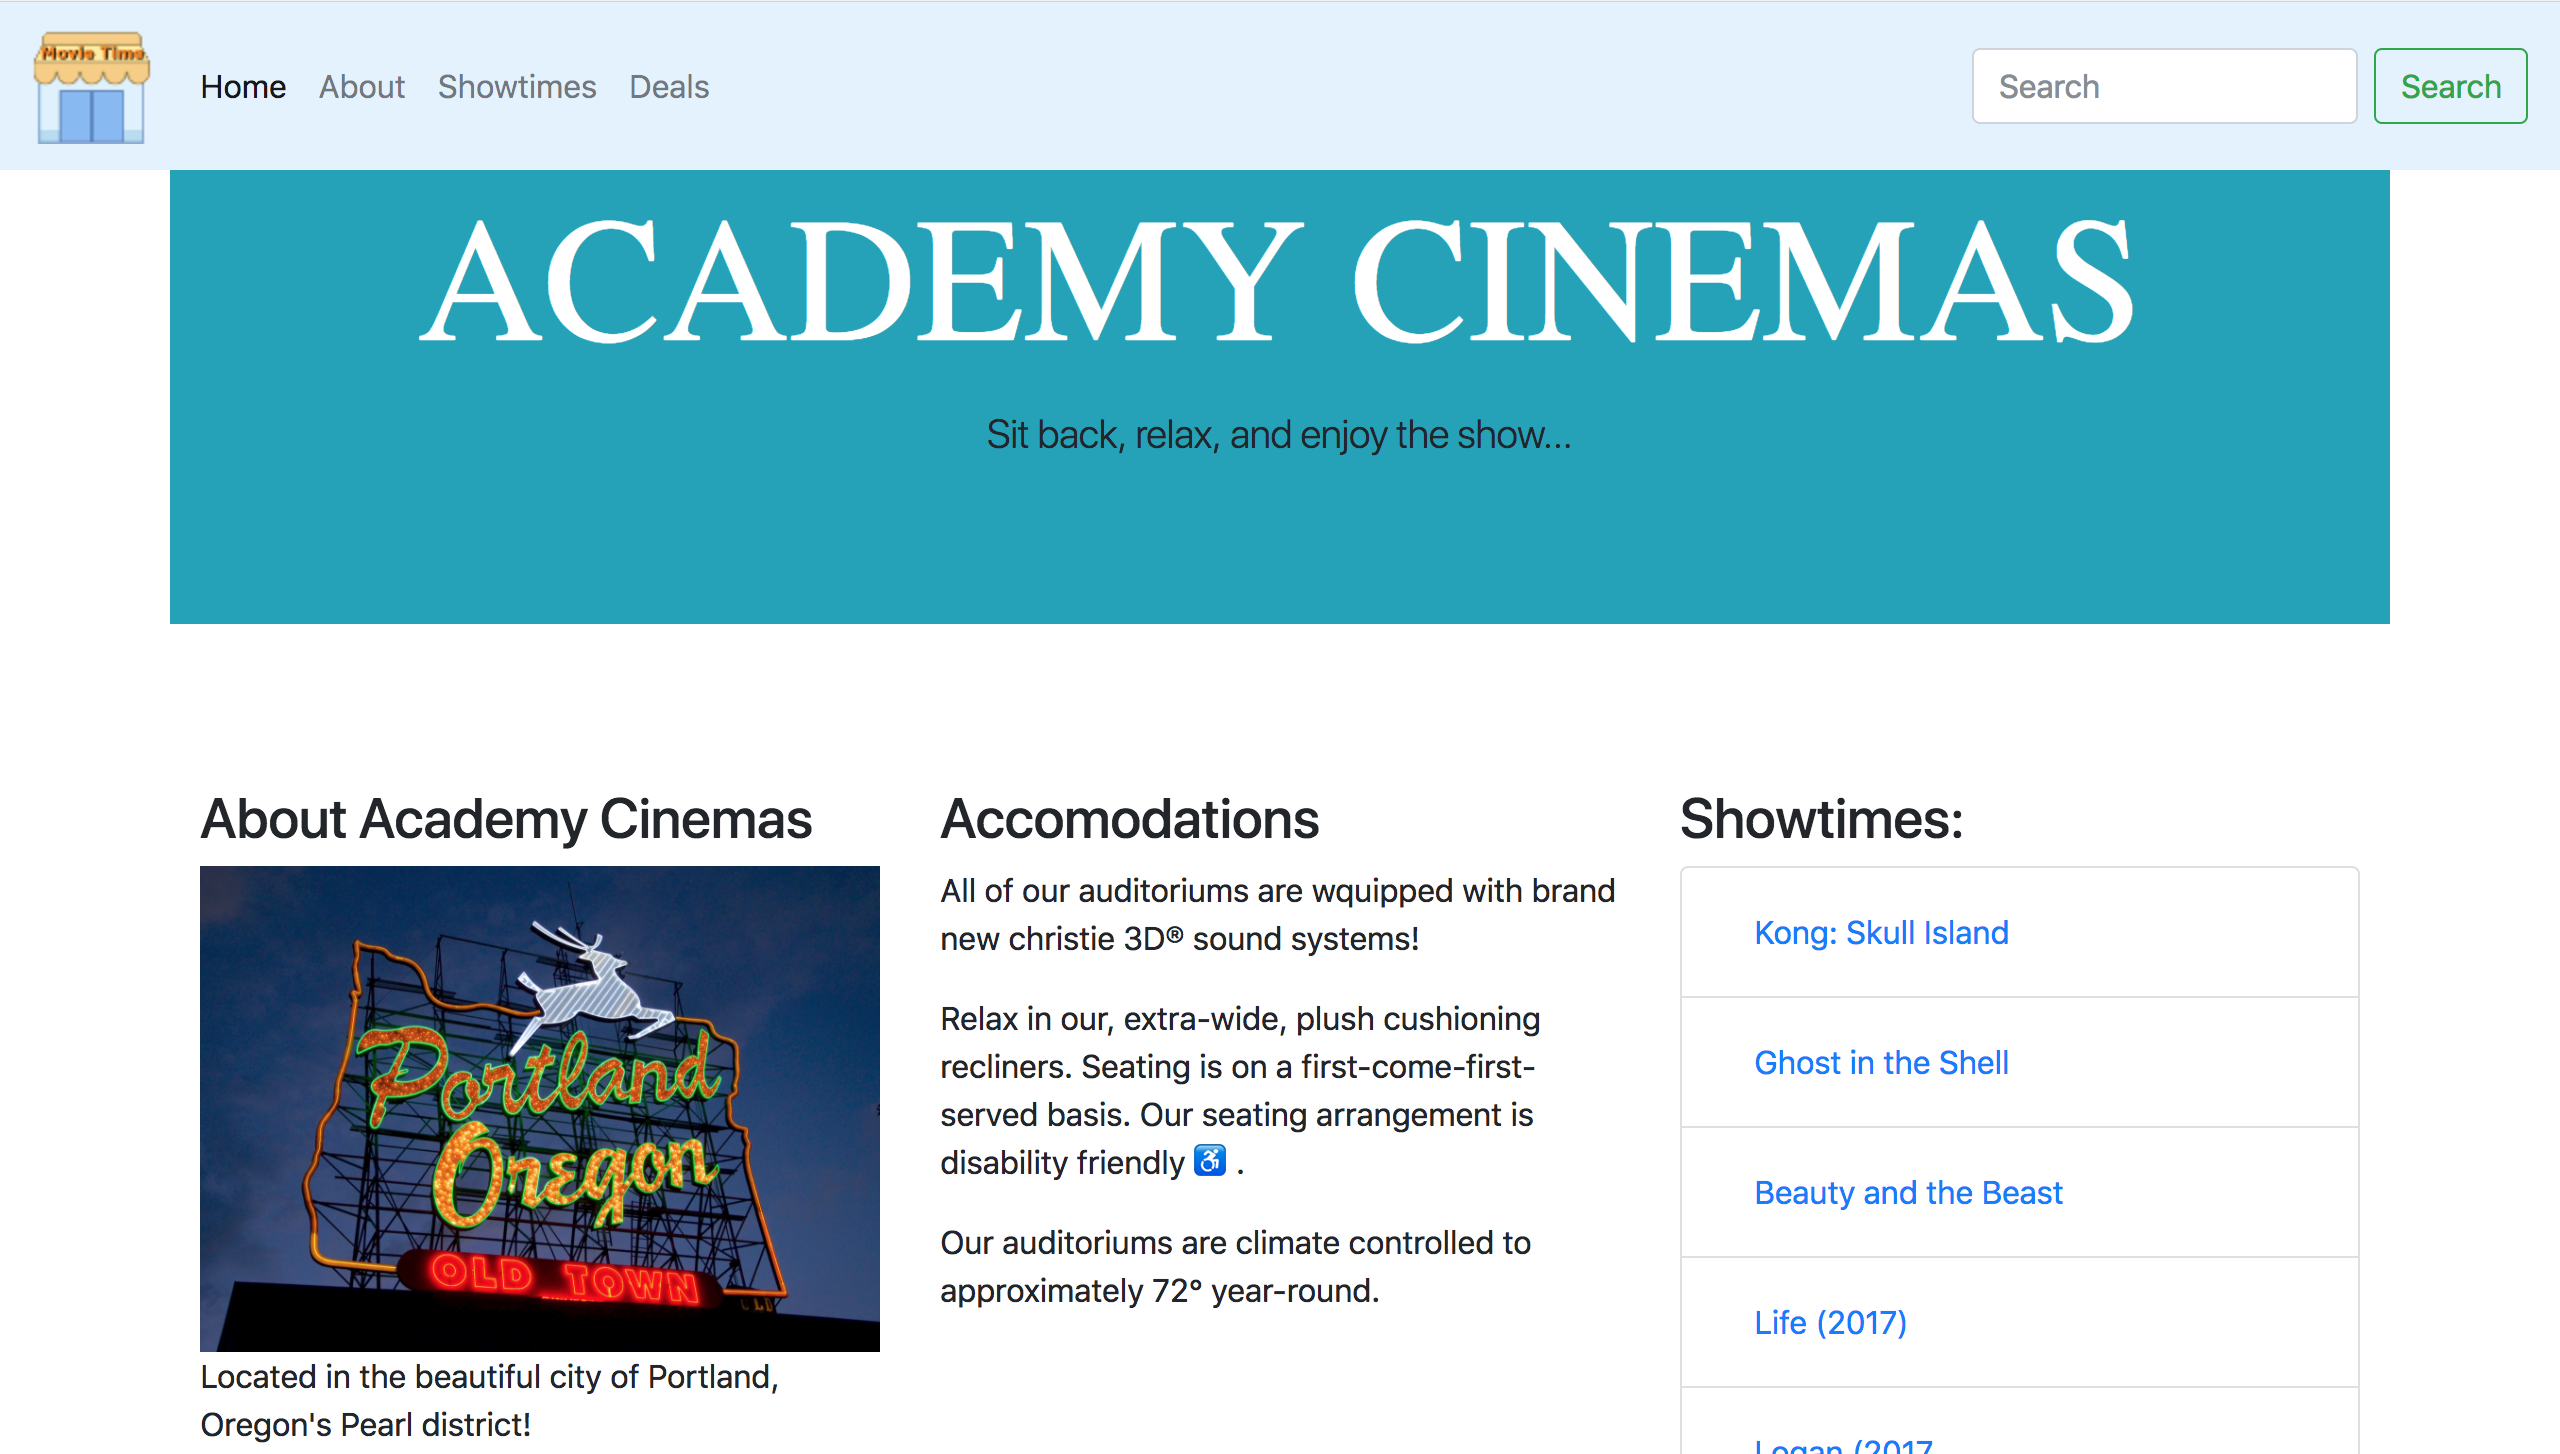 Movie Time
Home About Showtimes Deals
Search
Search
ACADEMY CINEMAS
Sit back, relax, and enjoy the show...
About Academy Cinemas
Portland
Oregon
OLD TOWN
Located in the beautiful city of Portland,
Oregon's Pearl district!
Accomodations
All of our auditoriums are wquipped with brand
new christie 3D® sound systems!
Relax in our, extra-wide, plush cushioning
recliners. Seating is on a first-come-first-
served basis. Our seating arrangement is
disability friendly ♿ .
Our auditoriums are climate controlled to
approximately 72° year-round.
Showtimes:
Kong: Skull Island
Ghost in the Shell
Beauty and the Beast
Life (2017)
Logan (2017